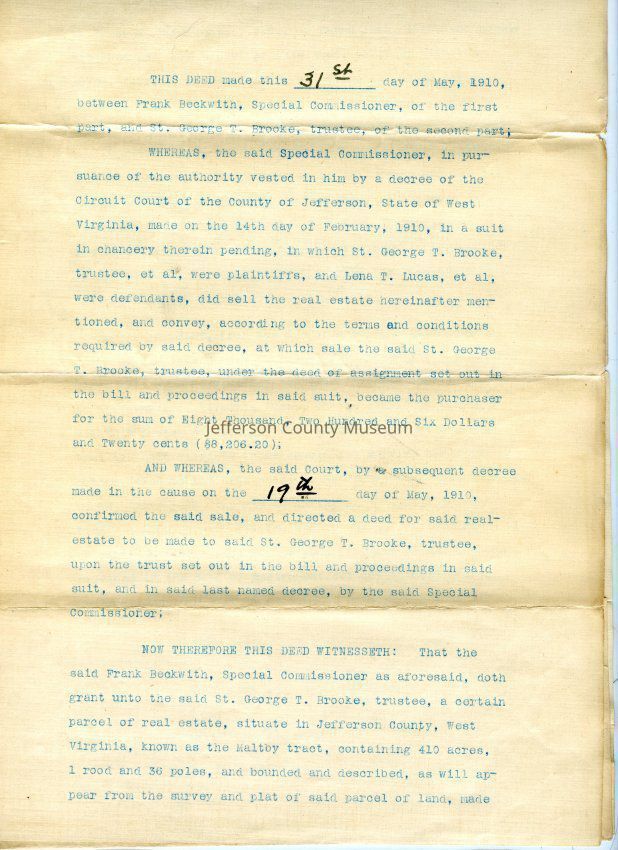 THIS DEED made this 31st day of May, 1910,
between Frank Beckwith, Special Commissioner, of the first
part, and St. George T. Brooke, trustee, of the second part;
WHEREAS, the said Special Commissioner, in pur-
suance of the authority vested in him by a decree of the
Circuit Court of the County of Jefferson, State of West
Virginia, made on the 14th day of February, 1910, in a suit
in chancery therein pending, in which St. George T. Brooke,
trustee, et al, were plaintiffs, and Lena T. Lucas, et al,
were defendants, did sell the real estate hereinafter men-
tioned, and convey, according to the terms and conditions
required by said decree, at which sale the said St. George
T. Brooke, trustee, under the deed of assignment set out in
the bill and proceedings in said suit, became the purchaser
for the sum of Eight Thousand, Two Hundred and Six Dollars
Jefferson County Museum
and Twenty cents ($8,206.20);
AND WHEREAS, the said Court, by a subsequent decree
made in the cause on the 19th day of May, 1910,
confirmed the said sale, and directed a deed for said real-
estate to be made to said St. George T. Brooke, trustee,
upon the trust set out in the bill and proceedings in said
suit, and in said last named decree, by the said Special
Commissioner;
NOW THEREFORE THIS DEED WITNESSETH: That the
said Frank Beckwith, Special Commissioner as aforesaid, doth
grant unto the said St. George T. Brooke, trustee, a certain
parcel of real estate, situate in Jefferson County, West
Virginia, known as the Maltby tract, containing 410 acres,
1 rood and 36 poles, and bounded and described, as will ap-
pear from the survey and plat of said parcel of land, made